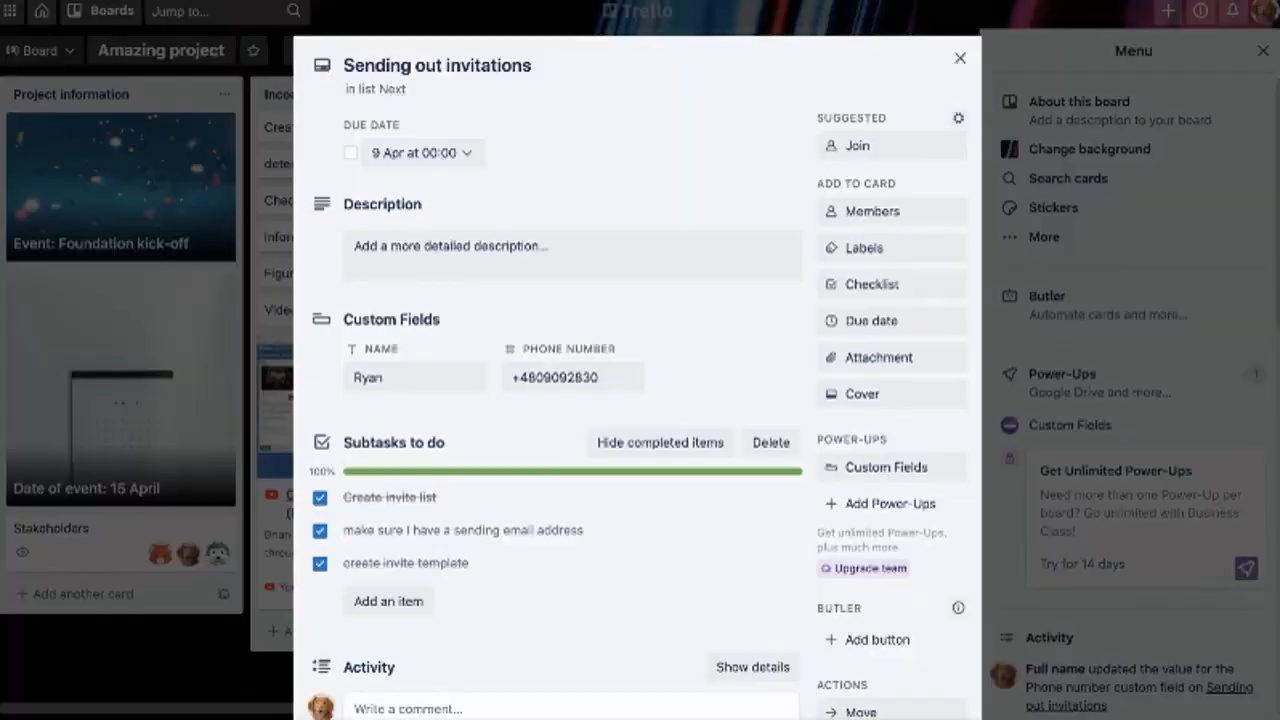 Boards
Jump to...
Trello
Board
Amazing project
Project information
Event: Foundation kick-off
Date of event: 15 April
Stakeholders
+ Add another card
Sending out invitations
in list Next
DUE DATE
9 Apr at 00:00
Description
Add a more detailed description...
Custom Fields
NAME
PHONE NUMBER
Ryan
+4809092830
Subtasks to do
Hide completed items
Delete
100%
Create invite list
make sure I have a sending email address
create invite template
Add an item
Activity
Show details
Write a comment...
SUGGESTED
Join
ADD TO CARD
Members
Labels
Checklist
Due date
Attachment
Cover
POWER-UPS
Custom Fields
+ Add Power-Ups
Get unlimited Power-Ups,
plus much more
Upgrade team
BUTLER
+ Add button
ACTIONS
Move
Menu
About this board
Add a description to your board
Change background
Search cards
Stickers
More
Butler
Automate cards and more...
Power-Ups
1
Google Drive and more...
Custom Fields
Get Unlimited Power-Ups
Need more than one Power-Up per
board? Go unlimited with Business
Class!
Try for 14 days
Activity
Full name updated the value for the
Phone number custom field on Sending
out invitations